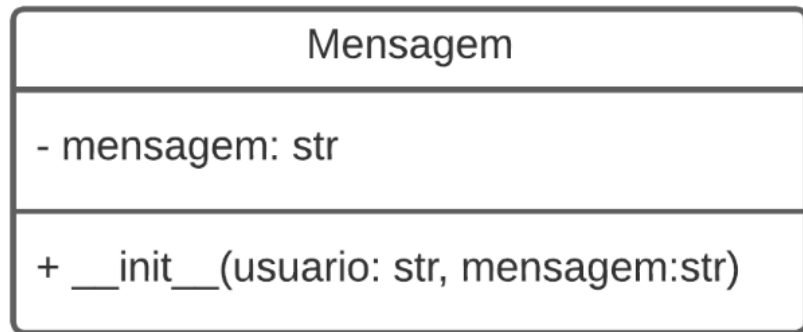 Mensagem
- mensagem: str
+ __init__(usuario: str, mensagem:str)